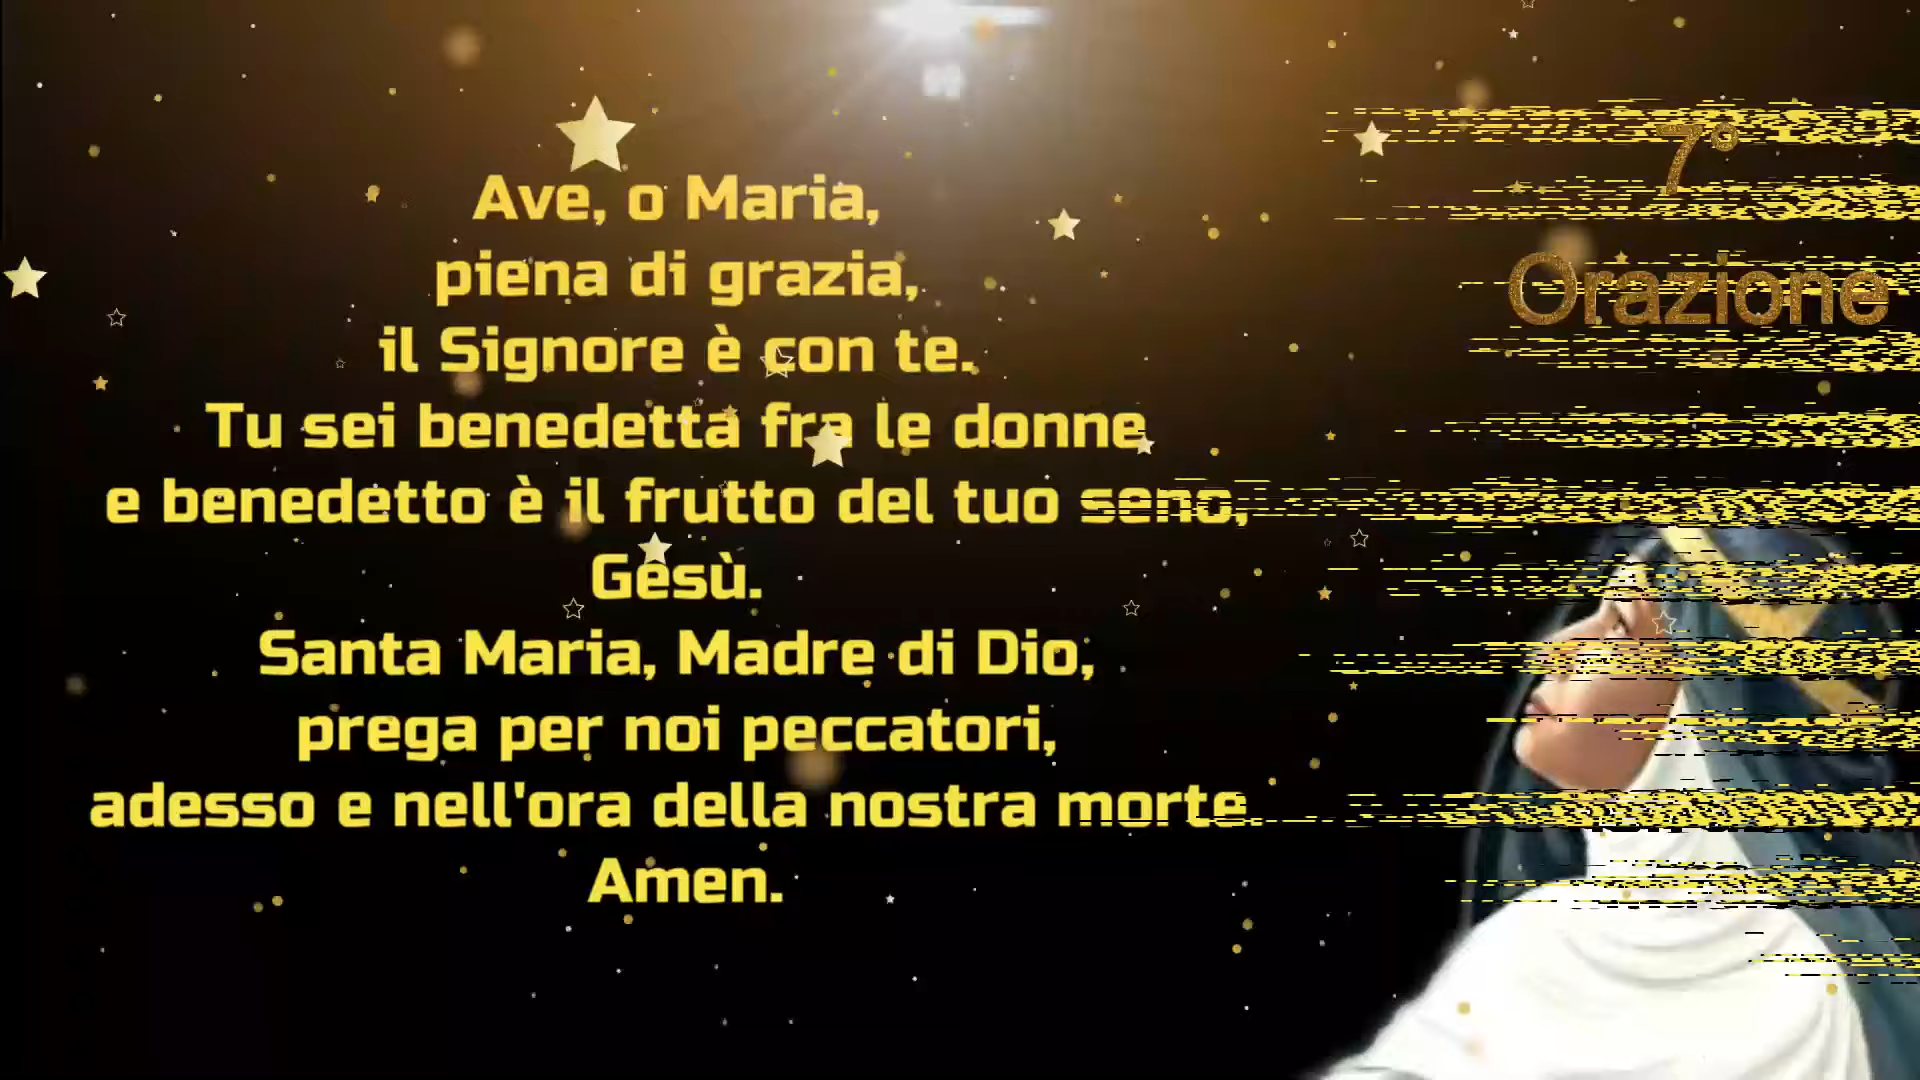 Ave, o Maria,
piena di grazia,
il Signore è con te.
Tu sei benedetta fra le donne
e benedetto è il frutto del tuo seno,
Gesù.
Santa Maria, Madre di Dio,
prega per noi peccatori,
adesso e nell'ora della nostra morte.
Amen.
7°
Orazione